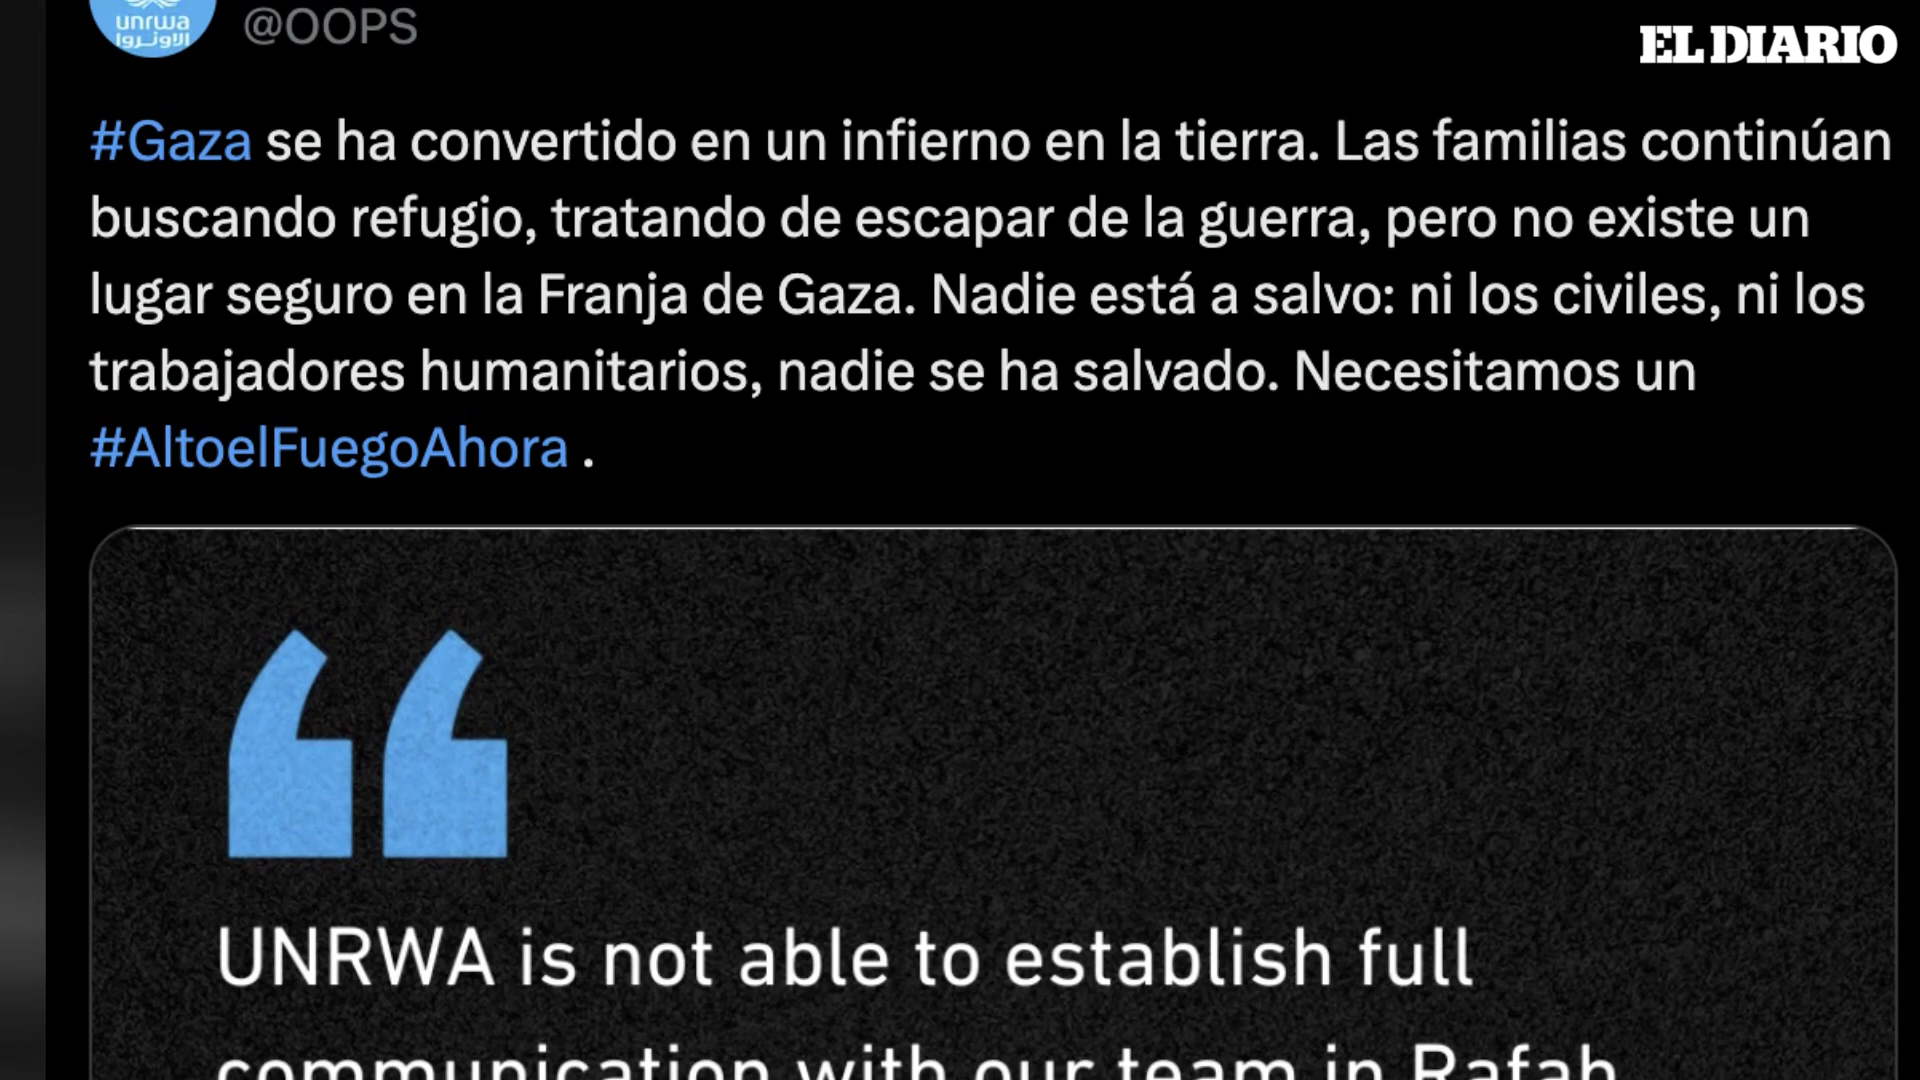 unrwa
الأونروا
@OOPS
EL DIARIO
#Gaza se ha convertido en un infierno en la tierra. Las familias continúan
buscando refugio, tratando de escapar de la guerra, pero no existe un
lugar seguro en la Franja de Gaza. Nadie está a salvo: ni los civiles, ni los
trabajadores humanitarios, nadie se ha salvado. Necesitamos un
#AltoelFuegoAhora .
“
UNRWA is not able to establish full
communication with our team in Rafah